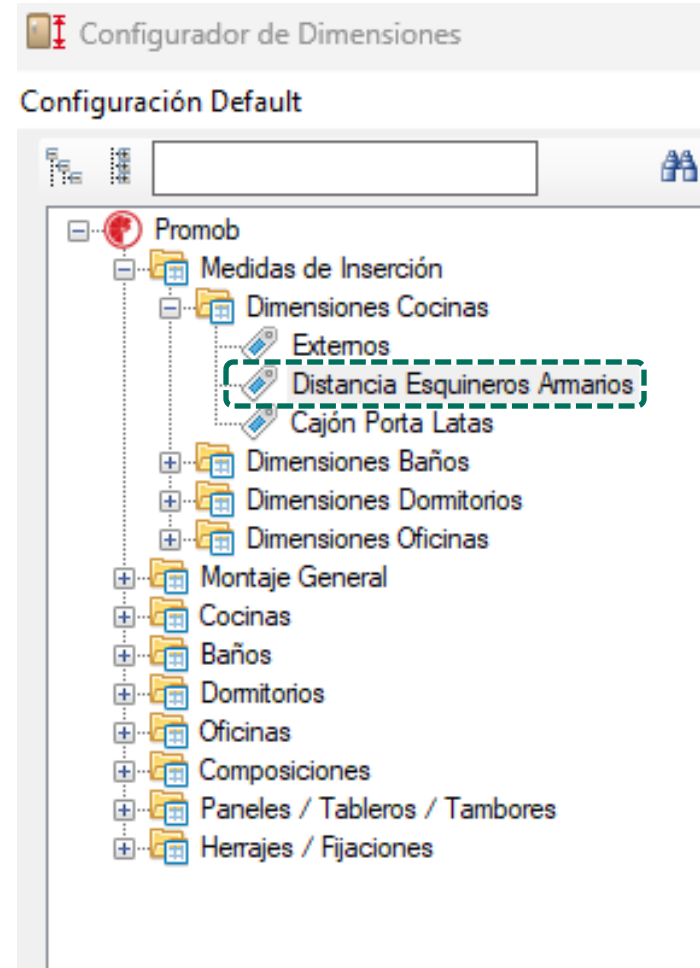 Configurador de Dimensiones
Configuración Default
Promob
Medidas de Inserción
Dimensiones Cocinas
Externos
Distancia Esquineros Armarios
Cajón Porta Latas
Dimensiones Baños
Dimensiones Dormitorios
Dimensiones Oficinas
Montaje General
Cocinas
Baños
Dormitorios
Oficinas
Composiciones
Paneles / Tableros / Tambores
Herrajes / Fijaciones